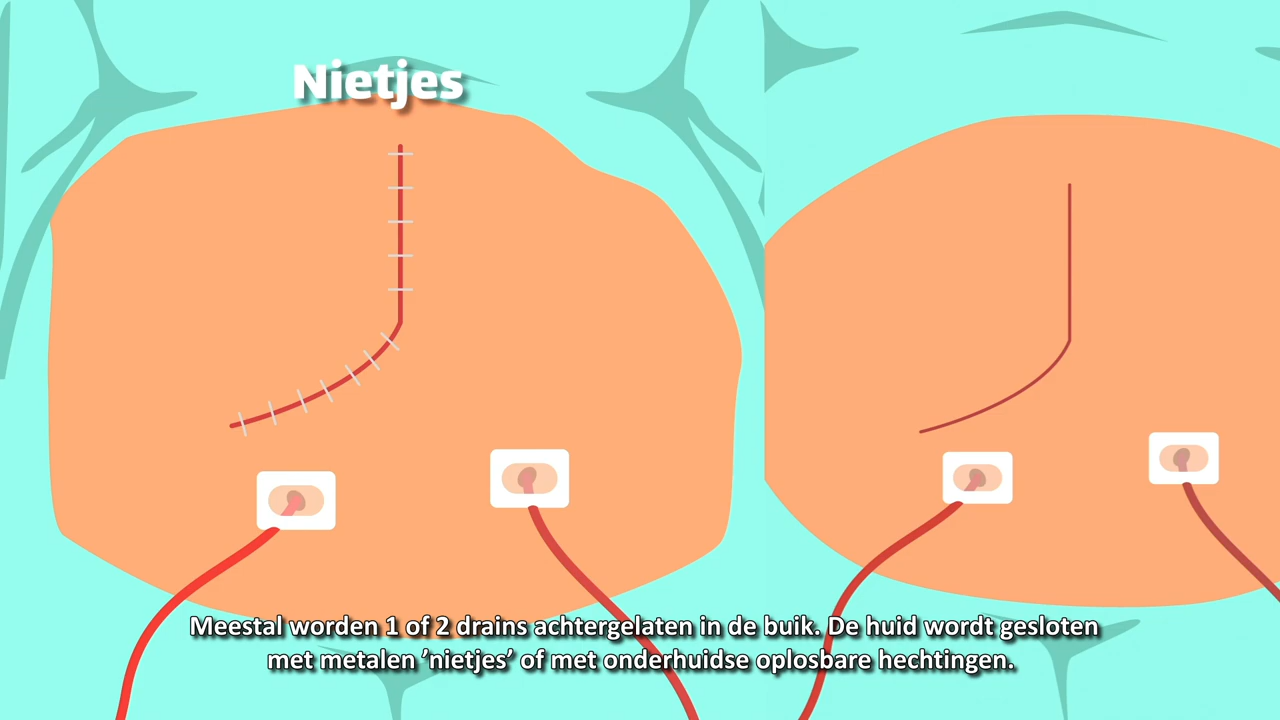 Nietjes
Meestal worden 1 of 2 drains achtergelaten in de buik. De huid wordt gesloten
met metalen ’nietjes’ of met onderhuidse oplosbare hechtingen.